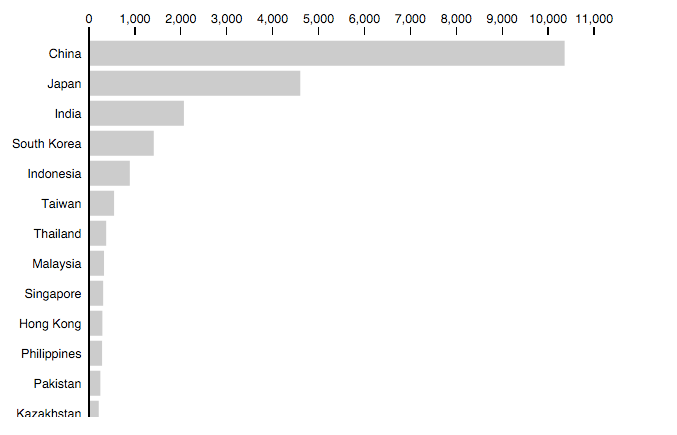 0 1,000 2,000 3,000 4,000 5,000 6,000 7,000 8,000 9,000 10,000 11,000
China
Japan
India
South Korea
Indonesia
Taiwan
Thailand
Malaysia
Singapore
Hong Kong
Philippines
Pakistan
Kazakhstan